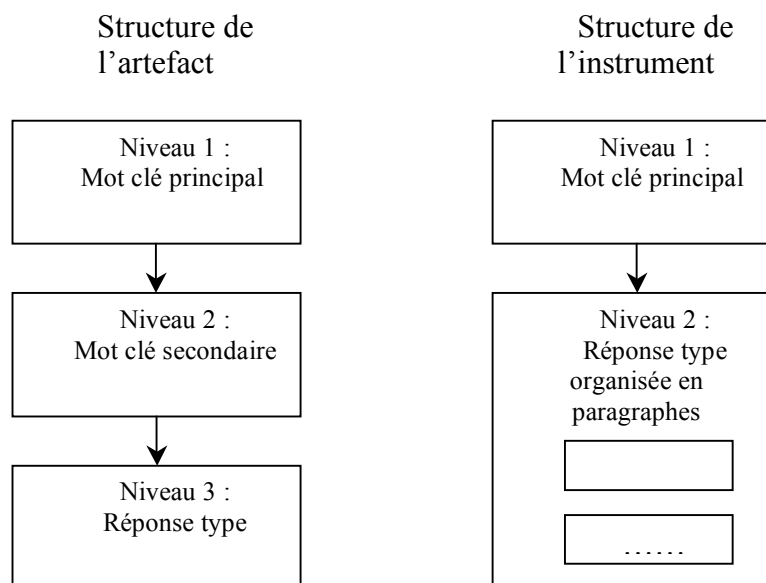 Structure de
l’artefact
Niveau 1 :
Mot clé principal
Niveau 2 :
Mot clé secondaire
Niveau 3 :
Réponse type
Structure de
l’instrument
Niveau 1 :
Mot clé principal
Niveau 2 :
Réponse type
organisée en
paragraphes
……